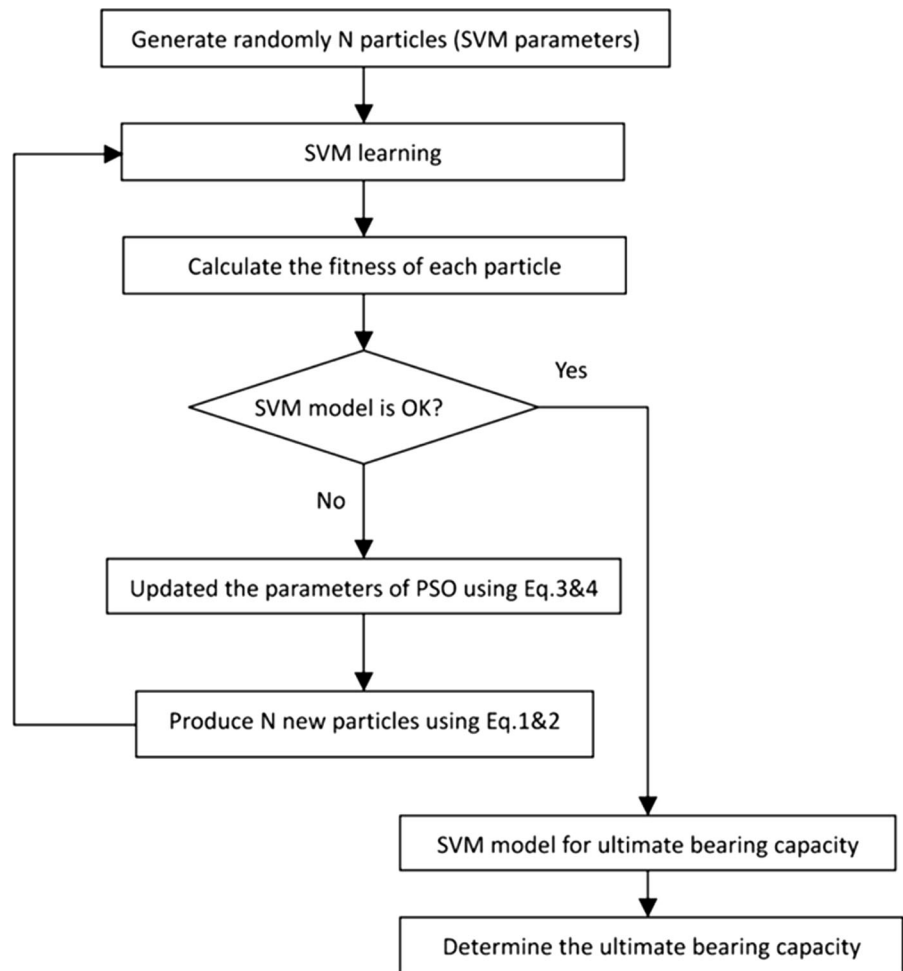 Generate randomly N particles (SVM parameters)
SVM learning
Calculate the fitness of each particle
Yes
SVM model is OK?
No
Updated the parameters of PSO using Eq.3&4
Produce N new particles using Eq.1&2
SVM model for ultimate bearing capacity
Determine the ultimate bearing capacity